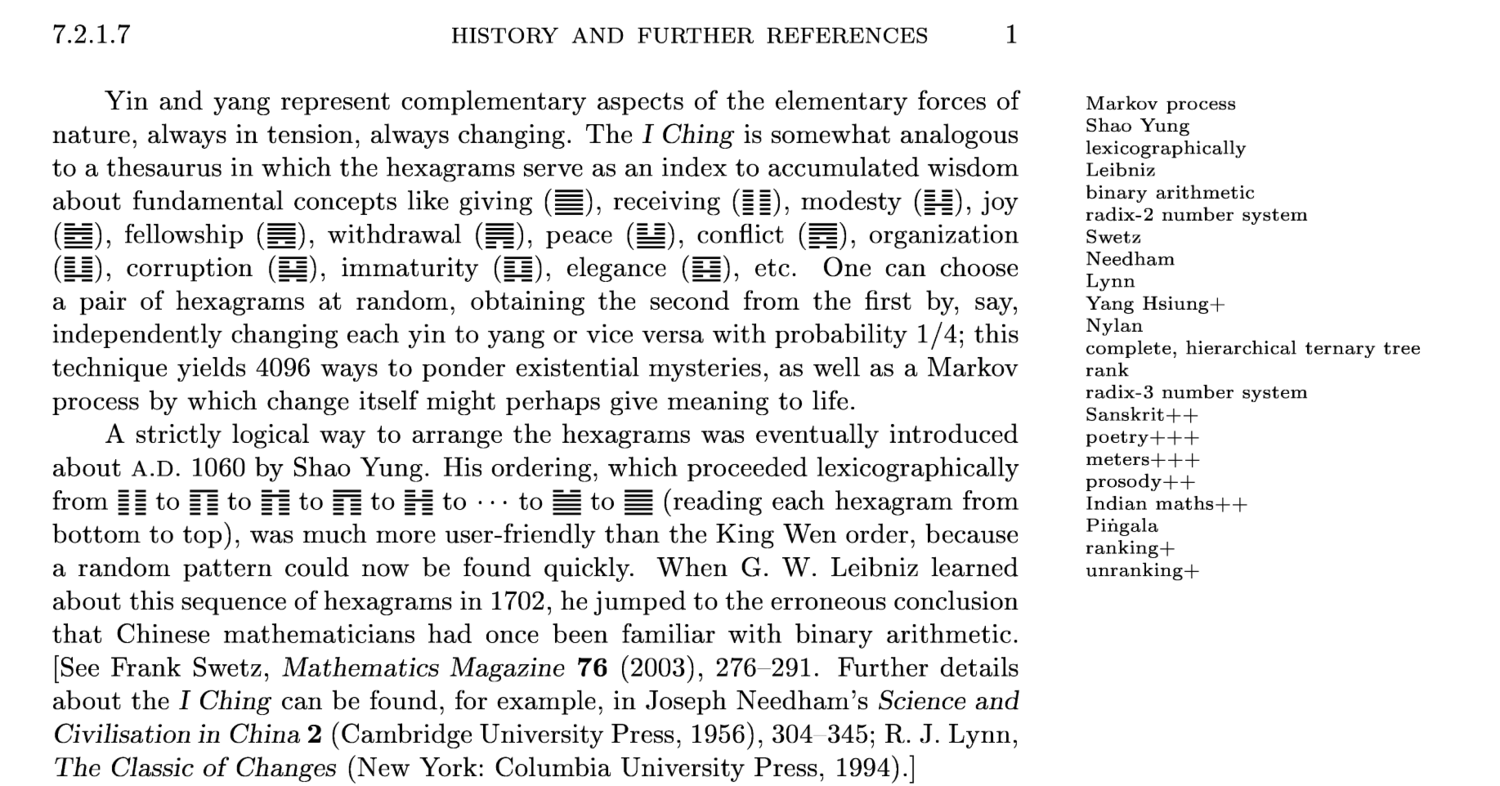 7.2.1.7 HISTORY AND FURTHER REFERENCES 1
Yin and yang represent complementary aspects of the elementary forces of
nature, always in tension, always changing. The I Ching is somewhat analogous
to a thesaurus in which the hexagrams serve as an index to accumulated wisdom
about fundamental concepts like giving (䷀), receiving (䷁), modesty (䷎), joy
(䷹), fellowship (䷌), withdrawal (䷠), peace (䷊), conflict (䷅), organization
(䷆), corruption (䷑), immaturity (䷃), elegance (䷕), etc. One can choose
a pair of hexagrams at random, obtaining the second from the first by, say,
independently changing each yin to yang or vice versa with probability 1/4; this
technique yields 4096 ways to ponder existential mysteries, as well as a Markov
process by which change itself might perhaps give meaning to life.
A strictly logical way to arrange the hexagrams was eventually introduced
about A.D. 1060 by Shao Yung. His ordering, which proceeded lexicographically
from ䷁ to ䷖ to ䷇ to ䷓ to ䷏ to ··· to ䷪ to ䷀ (reading each hexagram from
bottom to top), was much more user-friendly than the King Wen order, because
a random pattern could now be found quickly. When G. W. Leibniz learned
about this sequence of hexagrams in 1702, he jumped to the erroneous conclusion
that Chinese mathematicians had once been familiar with binary arithmetic.
[See Frank Swetz, Mathematics Magazine 76 (2003), 276–291. Further details
about the I Ching can be found, for example, in Joseph Needham's Science and
Civilisation in China 2 (Cambridge University Press, 1956), 304–345; R. J. Lynn,
The Classic of Changes (New York: Columbia University Press, 1994).]
Markov process
Shao Yung
lexicographically
Leibniz
binary arithmetic
radix-2 number system
Swetz
Needham
Lynn
Yang Hsiung+
Nylan
complete, hierarchical ternary tree
rank
radix-3 number system
Sanskrit++
poetry+++
meters+++
prosody++
Indian maths++
Piṅgala
ranking+
unranking+